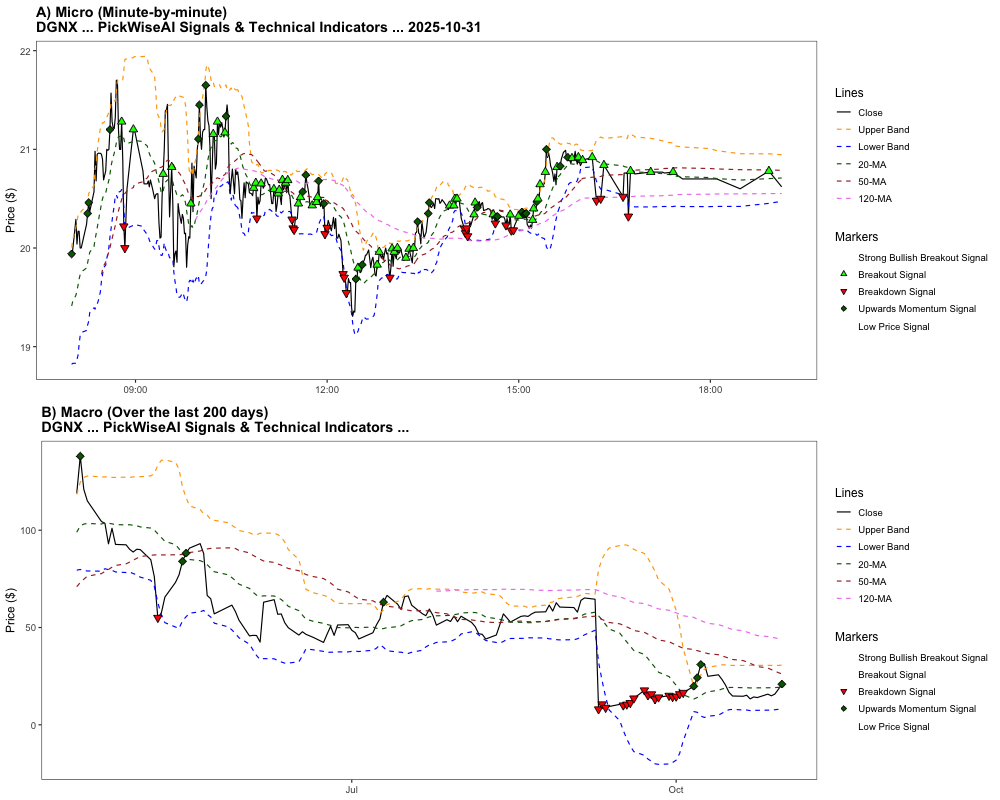 A) Micro (Minute-by-minute)
DGNX ... PickWiseAI Signals & Technical Indicators ... 2025-10-31
Price ($)
22
21
20
19
09:00
12:00
15:00
18:00
Lines
Close
Upper Band
Lower Band
20-MA
50-MA
120-MA
Markers
Strong Bullish Breakout Signal
Breakout Signal
Breakdown Signal
Upwards Momentum Signal
Low Price Signal
B) Macro (Over the last 200 days)
DGNX ... PickWiseAI Signals & Technical Indicators ...
Price ($)
100
50
0
Jul
Oct
Lines
Close
Upper Band
Lower Band
20-MA
50-MA
120-MA
Markers
Strong Bullish Breakout Signal
Breakout Signal
Breakdown Signal
Upwards Momentum Signal
Low Price Signal